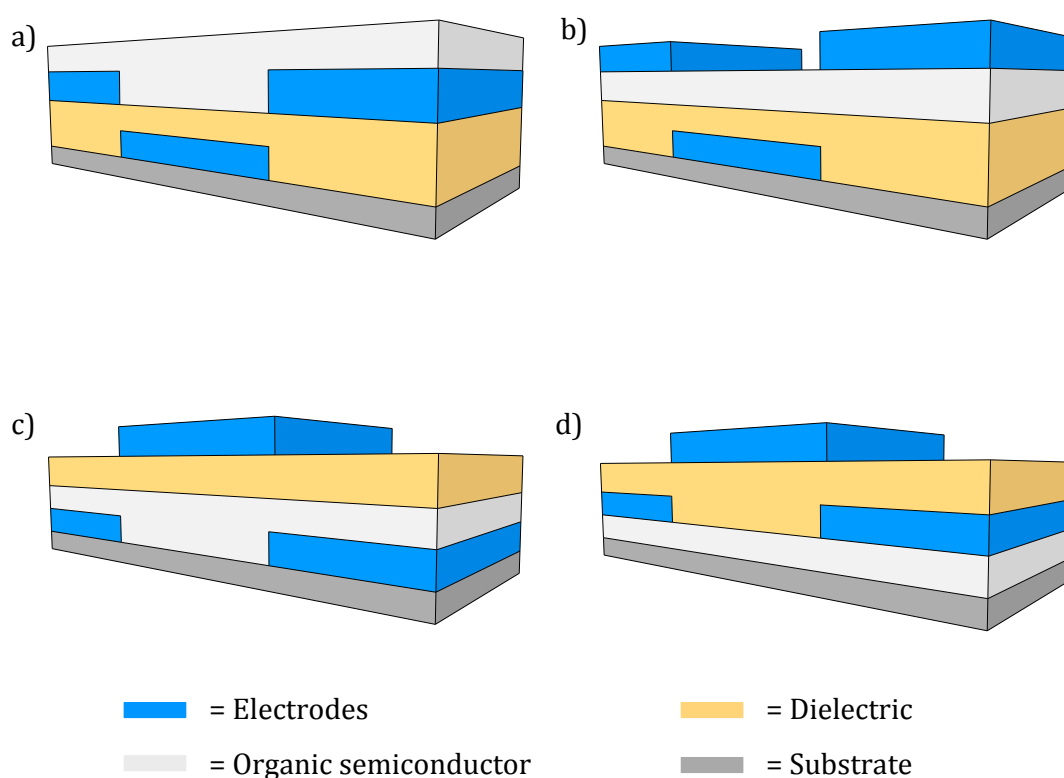 a)
b)
c)
d)
= Electrodes
= Dielectric
= Organic semiconductor
= Substrate